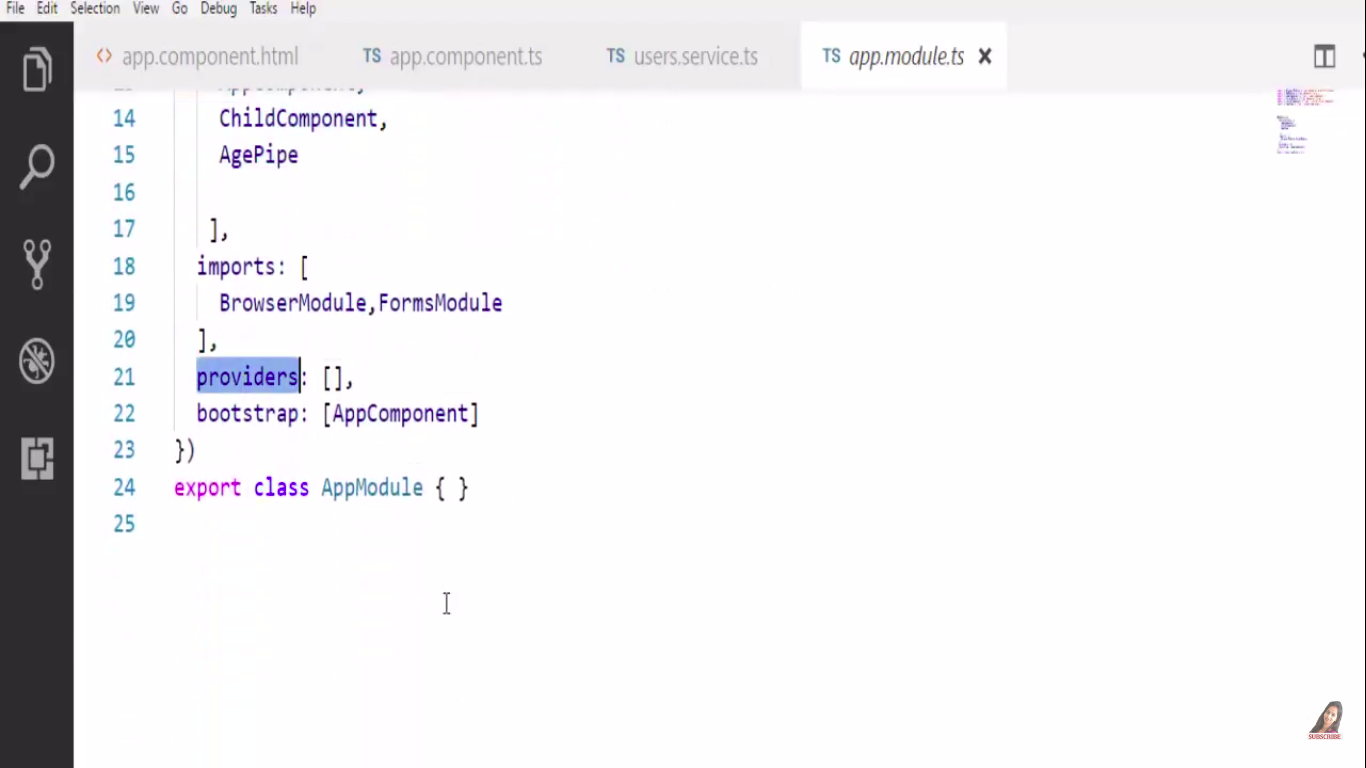 File Edit Selection View Go Debug Tasks Help
<> app.component.html TS app.component.ts TS users.service.ts TS app.module.ts
14 ChildComponent,
15 AgePipe
16
17 ],
18 imports: [
19 BrowserModule,FormsModule
20 ],
21 providers: [],
22 bootstrap: [AppComponent]
23 })
24 export class AppModule { }
25
SUBSCRIBE